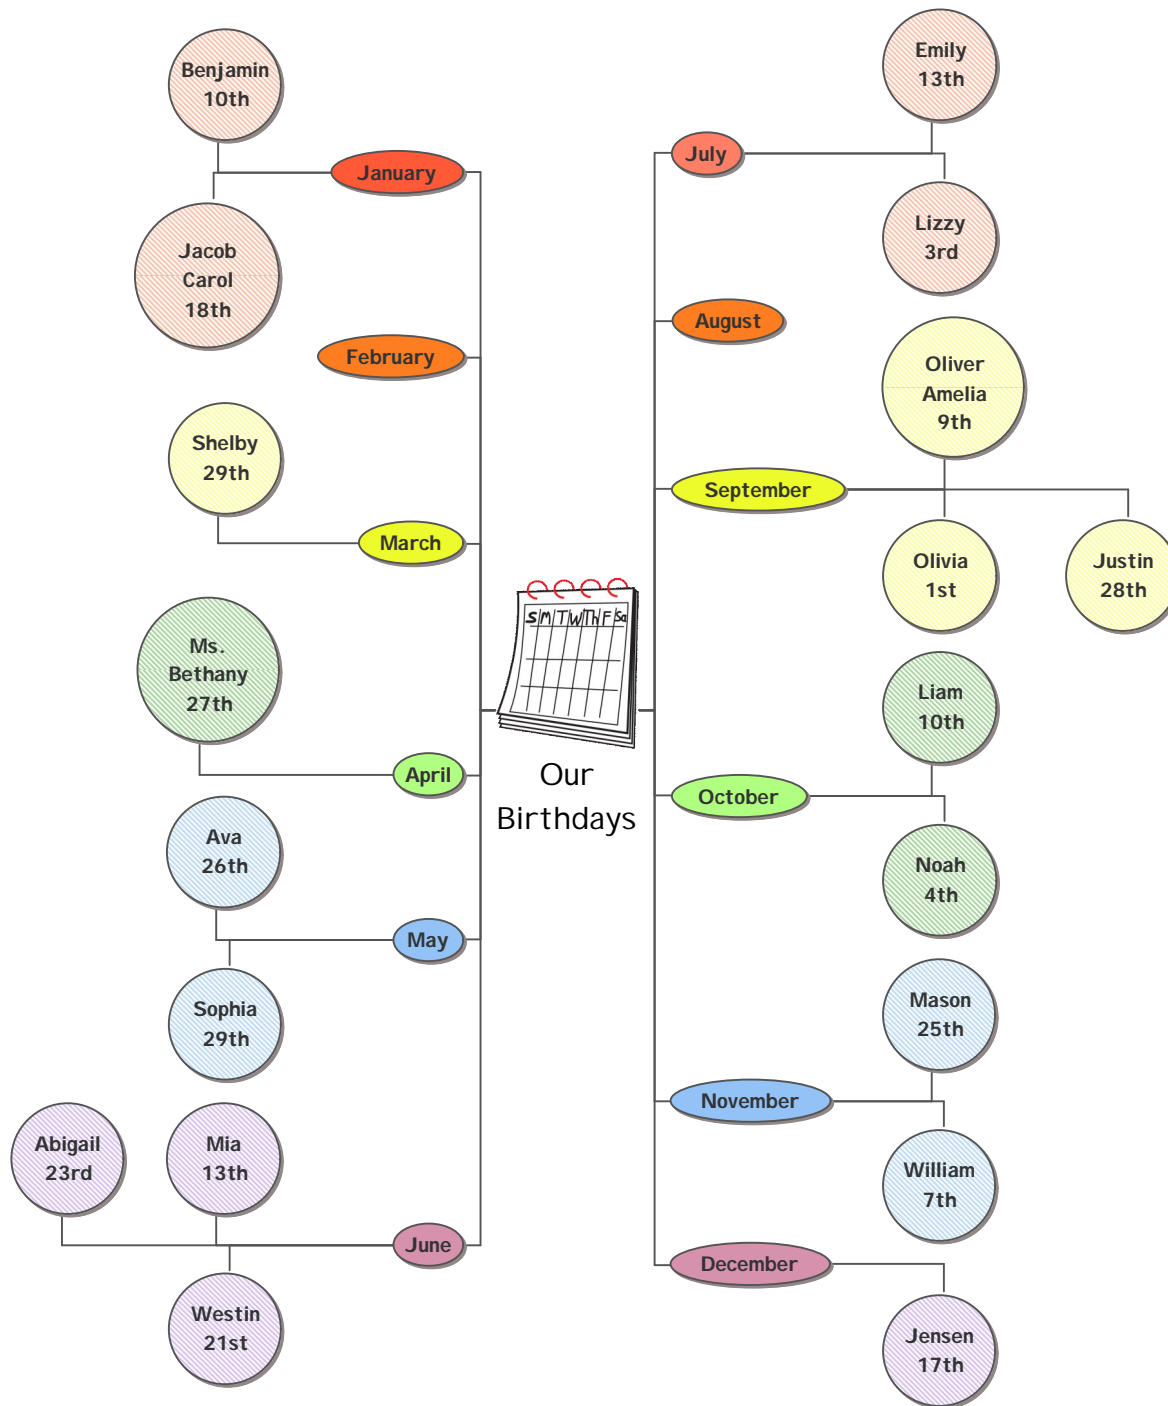 Benjamin
10th
January
Jacob
Carol
18th
February
Shelby
29th
March
Ms.
Bethany
27th
April
Ava
26th
May
Sophia
29th
Abigail
23rd
Mia
13th
June
Westin
21st
S M T W Th F Sa
Our
Birthdays
Emily
13th
July
Lizzy
3rd
August
Oliver
Amelia
9th
September
Olivia
1st
Justin
28th
Liam
10th
October
Noah
4th
Mason
25th
November
William
7th
December
Jensen
17th